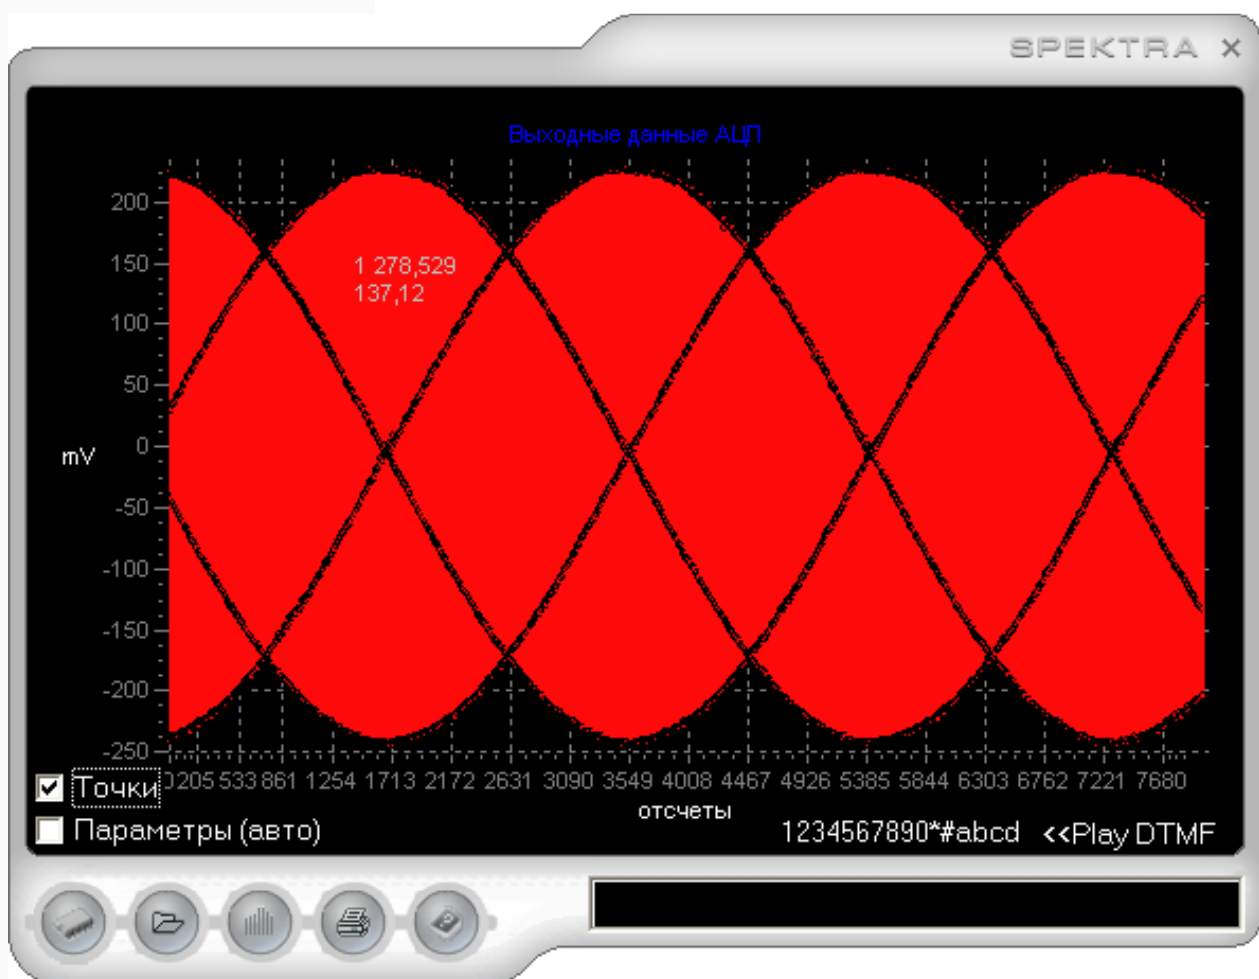 SPEKTRA ×
Выходные данные АЦП
200
150
1 278,529
137,12
100
50
0
mV
-50
-100
-150
-200
-250
0 205 533 861 1254 1713 2172 2631 3090 3549 4008 4467 4926 5385 5844 6303 6762 7221 7680
Точки
отсчеты
Параметры (авто)
1234567890*#abcd <<Play DTMF